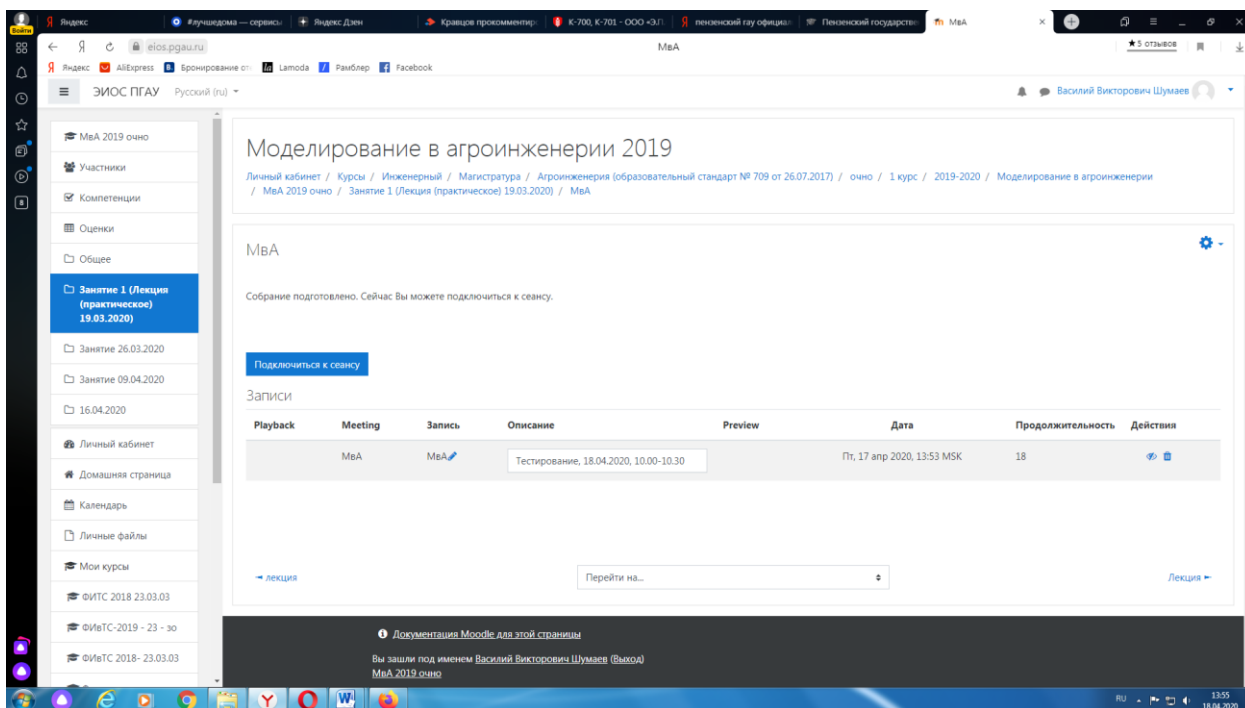 Войти
Яндекс
#лучшедома — сервисы
Яндекс Дзен
Кравцов прокомментир
K-700, K-701 - ООО «ЭЛ
пензенский гау официал
Пензенский государстве
МвА
eios.pgau.ru
МвА
★ 5 отзывов
Яндекс
AliExpress
Бронирование от
Lamoda
Рамблер
Facebook
ЭИОС ПГАУ
Русский (ru)
Василий Викторович Шумаев
МвА 2019 очно
Участники
Компетенции
Оценки
Общее
Занятие 1 (Лекция
(практическое)
19.03.2020)
Занятие 26.03.2020
Занятие 09.04.2020
16.04.2020
Личный кабинет
Домашняя страница
Календарь
Личные файлы
Мои курсы
ФИТС 2018 23.03.03
ФИвТС-2019 - 23 - зо
ФИвТС 2018- 23.03.03
Моделирование в агроинженерии 2019
Личный кабинет / Курсы / Инженерный / Магистратура / Агроинженерия (образовательный стандарт № 709 от 26.07.2017) / очно / 1 курс / 2019-2020 / Моделирование в агроинженерии
/ МвА 2019 очно / Занятие 1 (Лекция (практическое) 19.03.2020) / МвА
МвА
Собрание подготовлено. Сейчас Вы можете подключиться к сеансу.
Подключиться к сеансу
Записи
Playback Meeting Запись Описание Preview Дата Продолжительность Действия
МвА МвА Тестирование, 18.04.2020, 10.00-10.30 Пт, 17 апр 2020, 13:53 MSK 18
лекция
Перейти на...
Лекция
Документация Moodle для этой страницы
Вы зашли под именем Василий Викторович Шумаев (Выход)
МвА 2019 очно
RU
13:55
18.04.2020